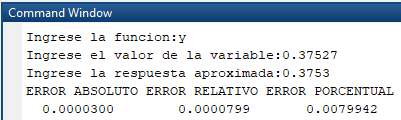 Command Window
Ingrese la funcion:y
Ingrese el valor de la variable:0.37527
Ingrese la respuesta aproximada:0.3753
ERROR ABSOLUTO ERROR RELATIVO ERROR PORCENTUAL
0.0000300 0.0000799 0.0079942